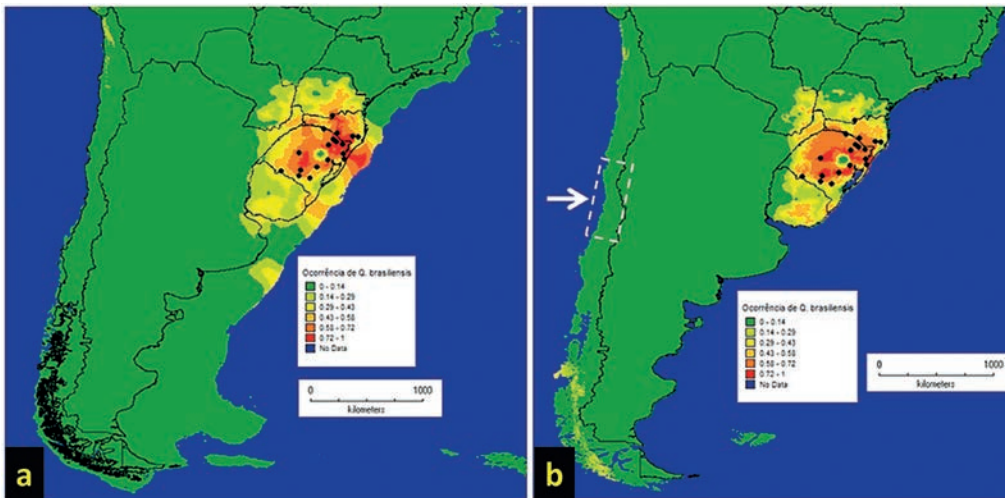 Ocorrência de Q. brasilensis
0 - 0.14
0.14 - 0.29
0.29 - 0.43
0.43 - 0.58
0.58 - 0.72
0.72 - 1
No Data
0 1000
kilometers
a
Ocorrência de Q. brasilensis
0 - 0.14
0.14 - 0.29
0.29 - 0.43
0.43 - 0.58
0.58 - 0.72
0.72 - 1
No Data
0 1000
kilometers
b